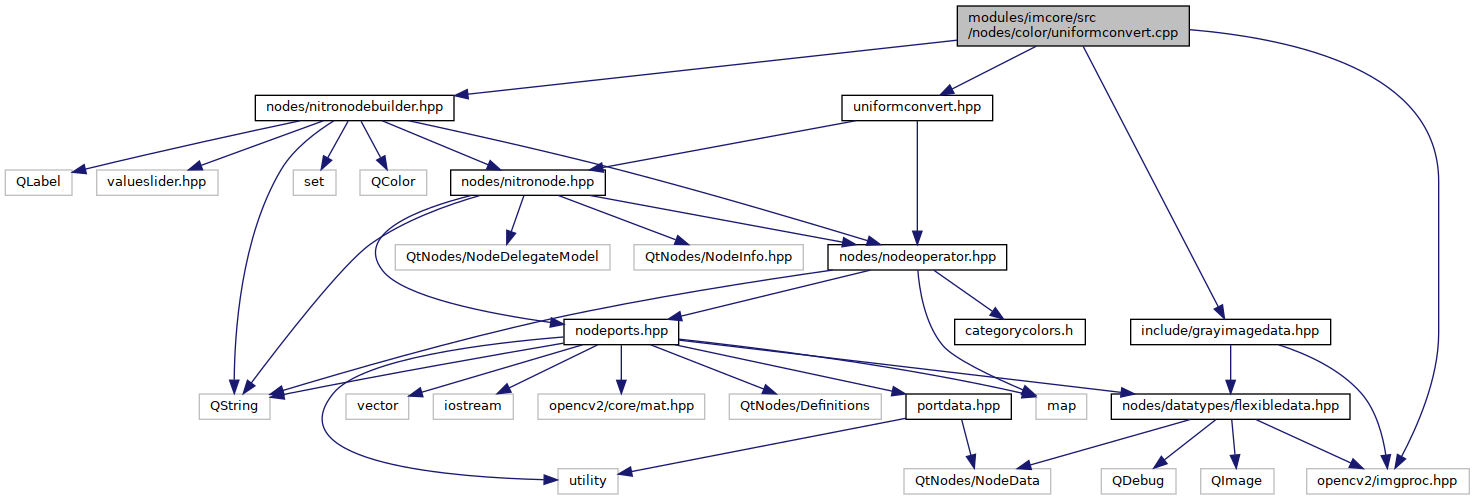 modules/imcore/src
/nodes/color/uniformconvert.cpp
nodes/nitronodebuilder.hpp
uniformconvert.hpp
QLabel
valueslider.hpp
set
QColor
nodes/nitronode.hpp
QtNodes/NodeDelegateModel
QtNodes/NodeInfo.hpp
nodes/nodeoperator.hpp
nodeports.hpp
categorycolors.h
include/grayimagedata.hpp
QString
vector
iostream
opencv2/core/mat.hpp
QtNodes/Definitions
portdata.hpp
map
nodes/datatypes/flexibledata.hpp
utility
QtNodes/NodeData
QDebug
QImage
opencv2/imgproc.hpp